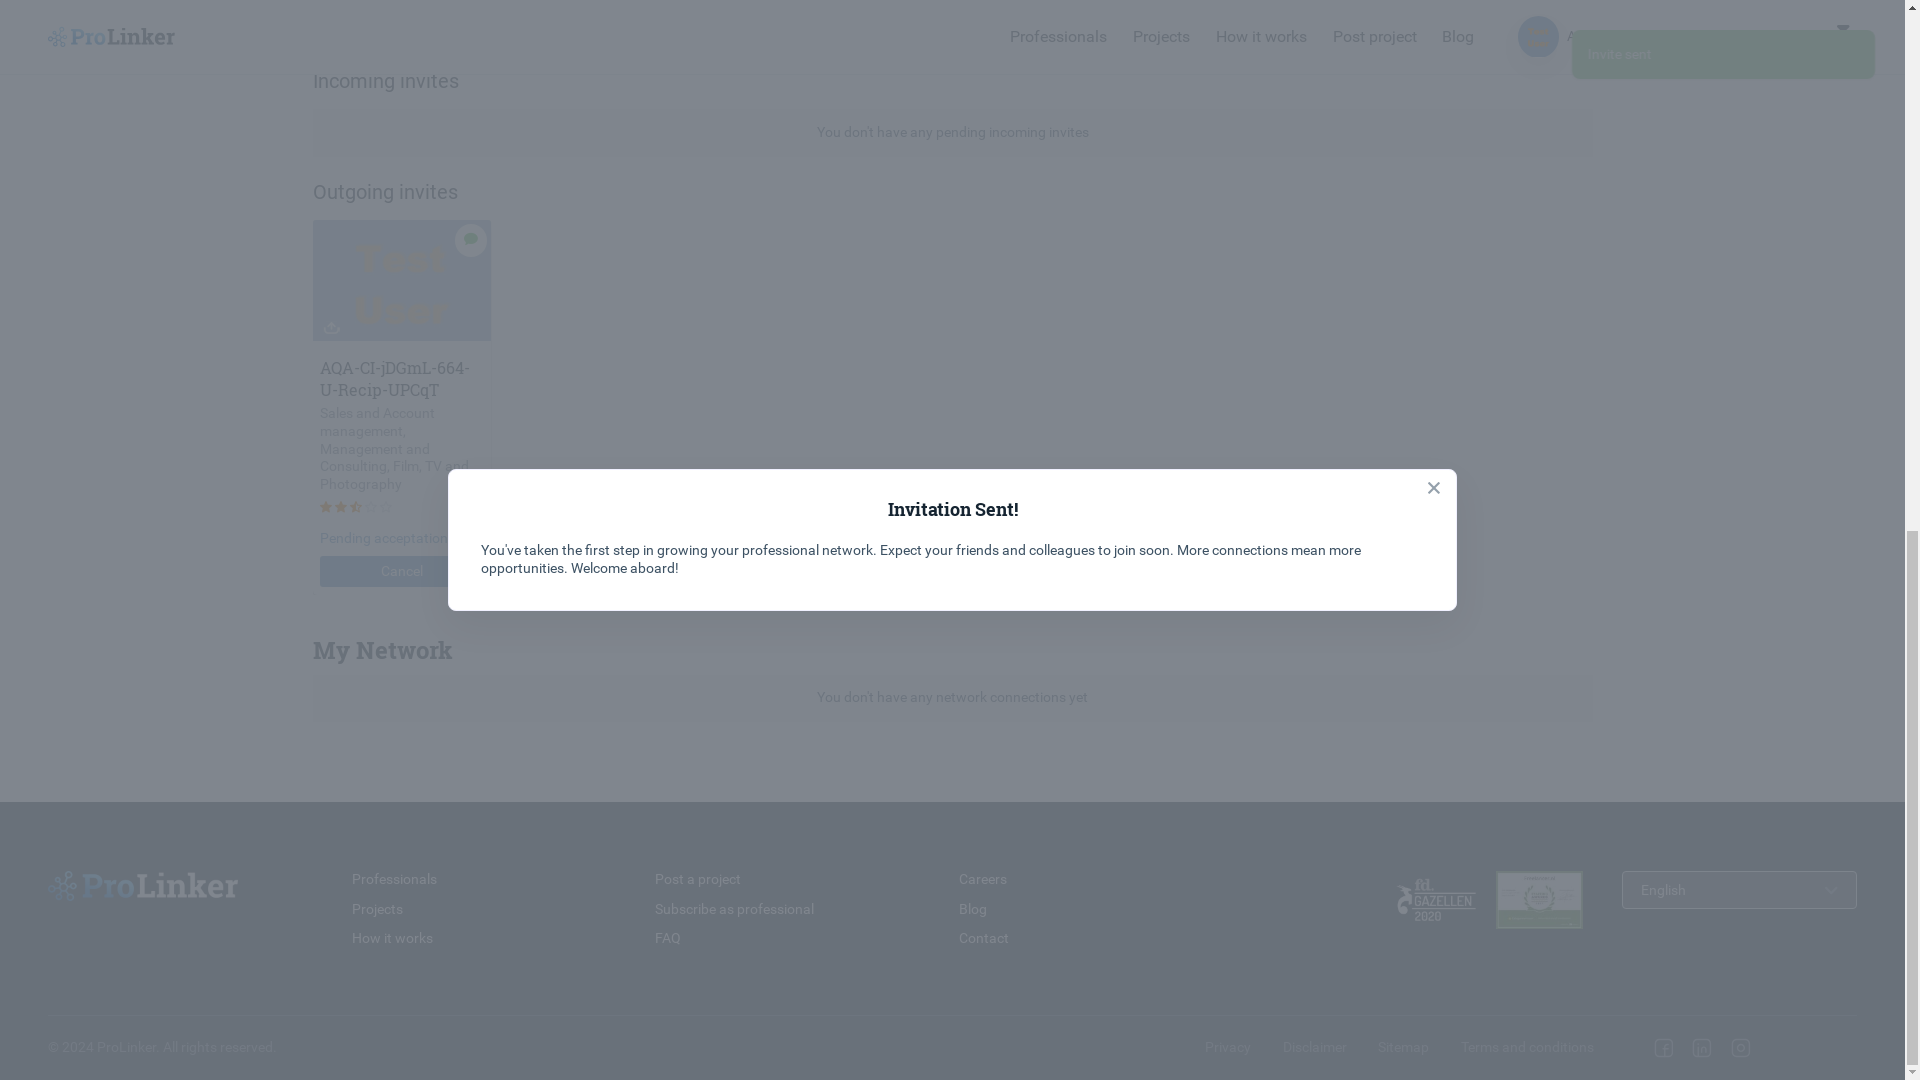 ProLinker
Professionals
Projects
How it works
Post project
Blog
Invite sent
Incoming invites
You don't have any pending incoming invites
Outgoing invites
Test
User
AQA-CI-jDGmL-664-
U-Recip-UPCqT
Sales and Account
management,
Management and
Consulting, Film, TV and
Photography
Pending acceptation
Cancel
Invitation Sent!
You've taken the first step in growing your professional network. Expect your friends and colleagues to join soon. More connections mean more
opportunities. Welcome aboard!
My Network
You don't have any network connections yet
ProLinker
Professionals
Projects
How it works
Post a project
Subscribe as professional
FAQ
Careers
Blog
Contact
fd.
GAZELLEN
2020
English
© 2024 ProLinker. All rights reserved
Privacy
Disclaimer
Sitemap
Terms and conditions